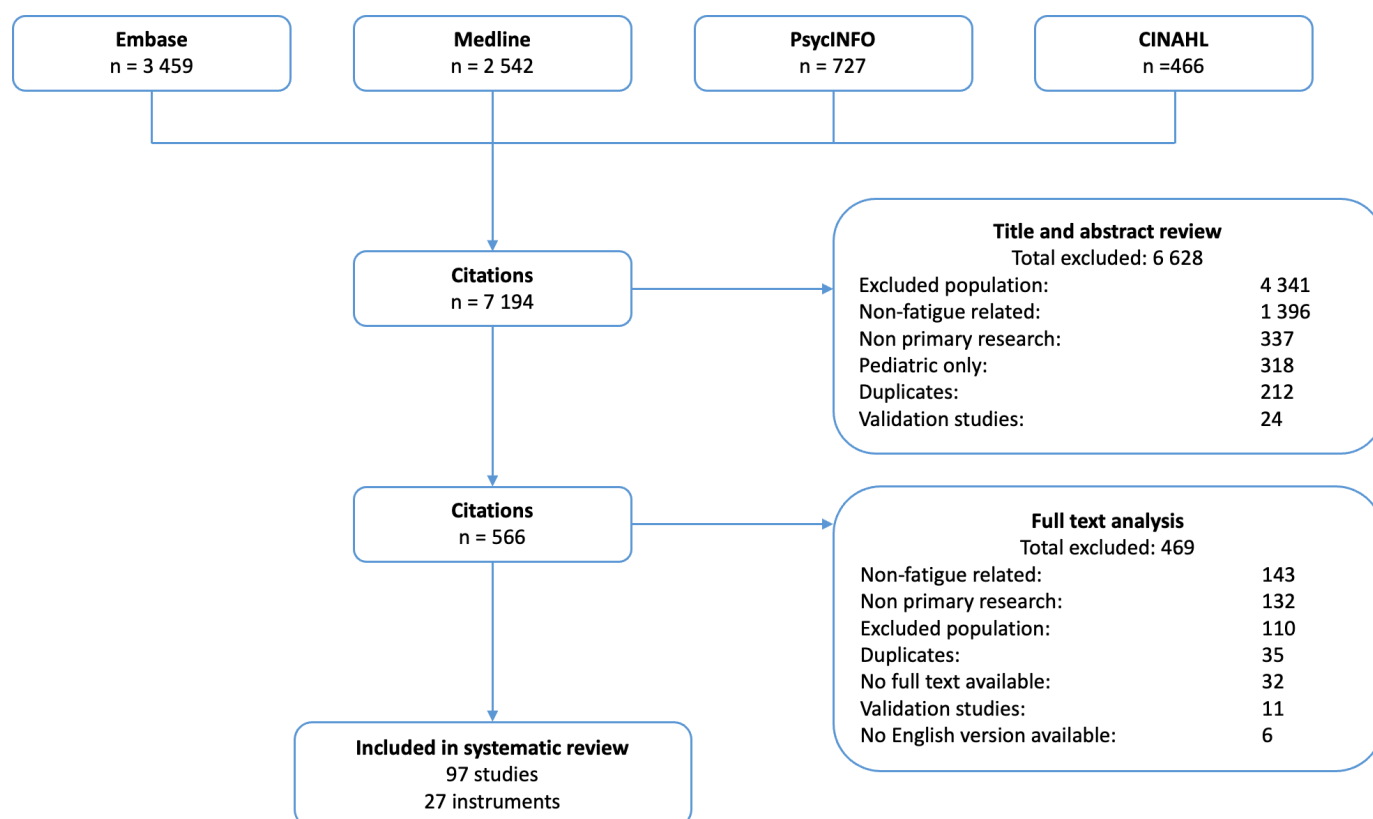 Embase
n = 3 459
Medline
n = 2 542
PsycINFO
n = 727
CINAHL
n =466
Citations
n = 7 194
Title and abstract review
Total excluded: 6 628
Excluded population: 4 341
Non-fatigue related: 1 396
Non primary research: 337
Pediatric only: 318
Duplicates: 212
Validation studies: 24
Citations
n = 566
Full text analysis
Total excluded: 469
Non-fatigue related: 143
Non primary research: 132
Excluded population: 110
Duplicates: 35
No full text available: 32
Validation studies: 11
No English version available: 6
Included in systematic review
97 studies
27 instruments